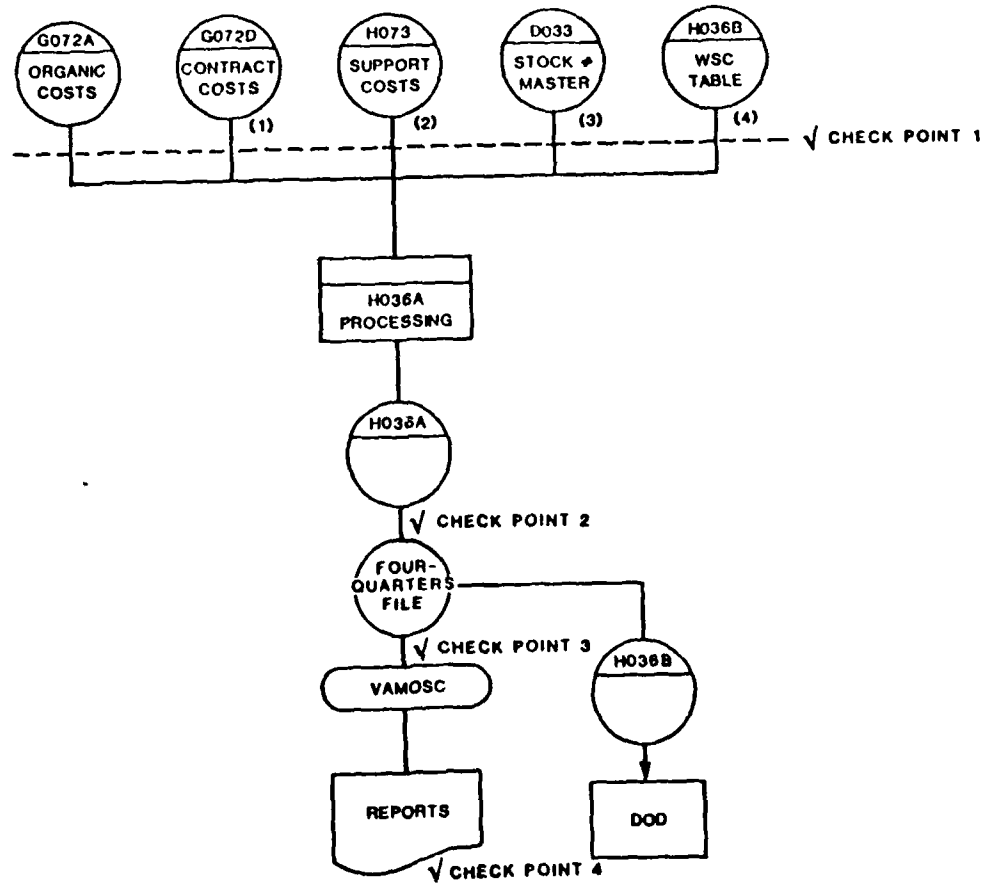 G072A
ORGANIC
COSTS
G072D
CONTRACT
COSTS
(1)
H073
SUPPORT
COSTS
(2)
D033
STOCK #
MASTER
(3)
H036B
WSC
TABLE
(4)
√ CHECK POINT 1
H036A
PROCESSING
H036A
√ CHECK POINT 2
FOUR-
QUARTERS
FILE
√ CHECK POINT 3
VAMOSC
H036B
REPORTS
DOD
√ CHECK POINT 4